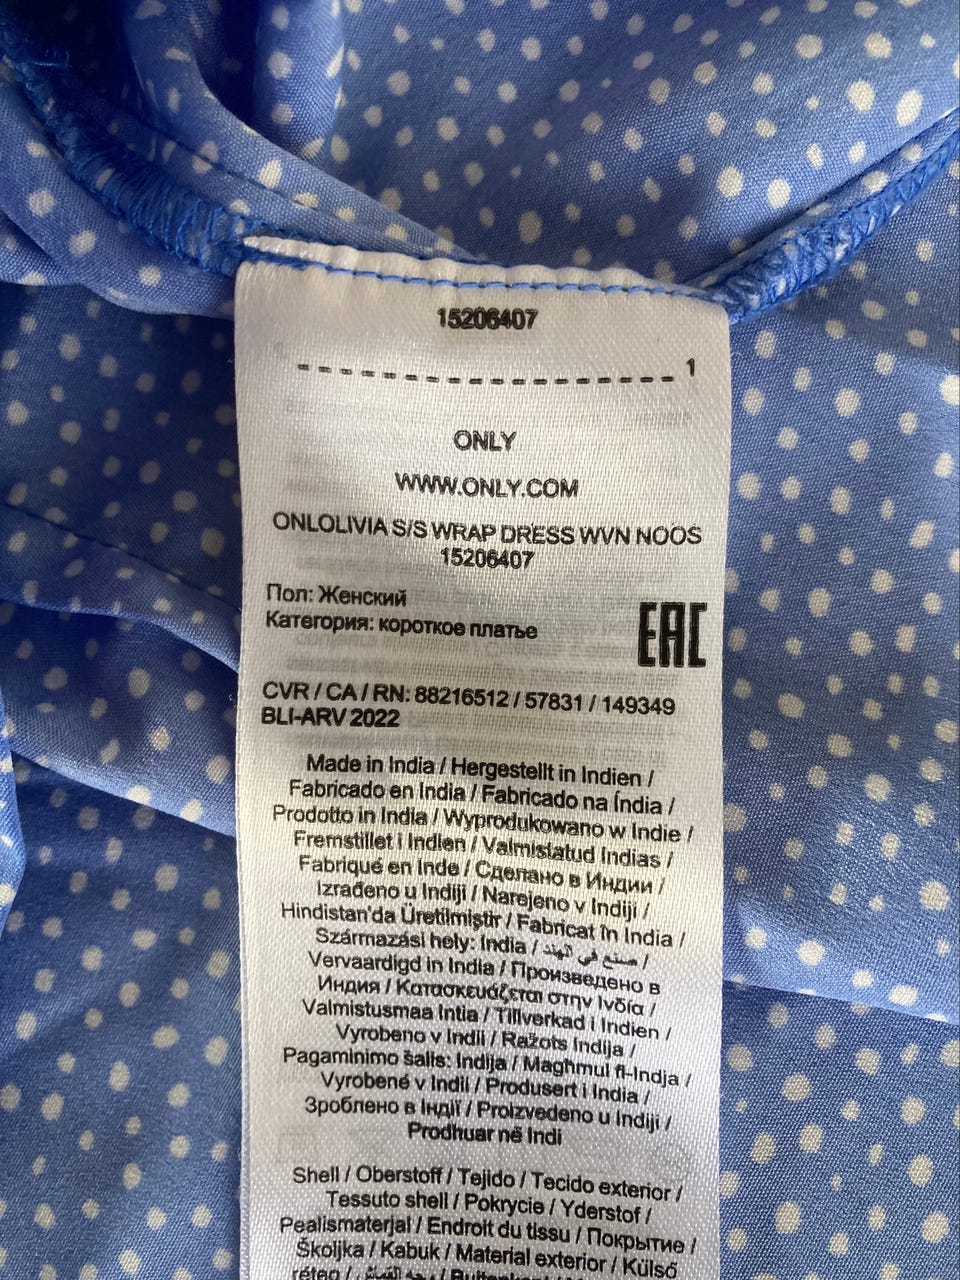 15206407
1
ONLY
WWW.ONLY.COM
ONLOLIVIA S/S WRAP DRESS WVN NOOS
15206407
Пол: Женский
Категория: короткое платье
EAC
CVR / CA / RN: 88216512 / 57831 / 149349
BLI-ARV 2022
Made in India / Hergestellt in Indien /
Fabricado en India / Fabricado na Índia /
Prodotto in India / Wyprodukowano w Indie /
Fremstillet i Indien / Valmistatud Indias /
Fabriqué en Inde / Сделано в Индии /
Izrađeno u Indiji / Narejeno v Indiji /
Hindistan'da Üretilmiştir / Fabricat în India /
Származási hely: India / صنع في الهند /
Vervaardigd in India / Произведено в
Индия / Κατασκευάζεται στην Ινδία /
Valmistusmaa Intia / Tillverkad i Indien /
Vyrobeno v Indii / Ražots Indija /
Pagaminimo šalis: Indija / Magħmul fl-Indja /
Vyrobené v Indii / Produsert i India /
Зроблено в Індії / Proizvedeno u Indiji /
Prodhuar në Indi
Shell / Oberstoff / Tejido / Tecido exterior /
Tessuto shell / Pokrycie / Yderstof /
Pealismaterjal / Endroit du tissu / Покрытие /
Školjka / Kabuk / Material exterior / Külső
réteg / وجه القماش /